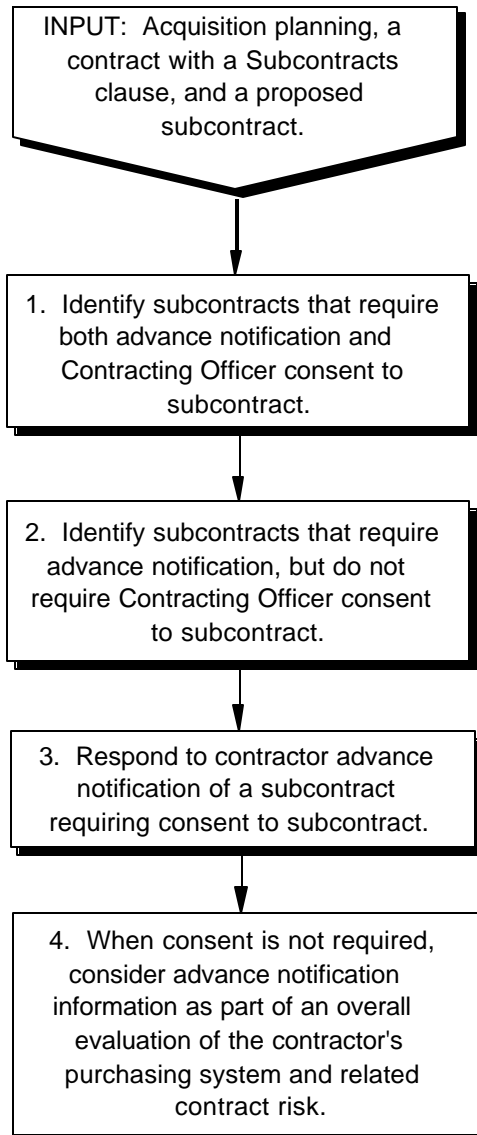 INPUT: Acquisition planning, a
contract with a Subcontracts
clause, and a proposed
subcontract.
1. Identify subcontracts that require
both advance notification and
Contracting Officer consent to
subcontract.
2. Identify subcontracts that require
advance notification, but do not
require Contracting Officer consent
to subcontract.
3. Respond to contractor advance
notification of a subcontract
requiring consent to subcontract.
4. When consent is not required,
consider advance notification
information as part of an overall
evaluation of the contractor's
purchasing system and related
contract risk.